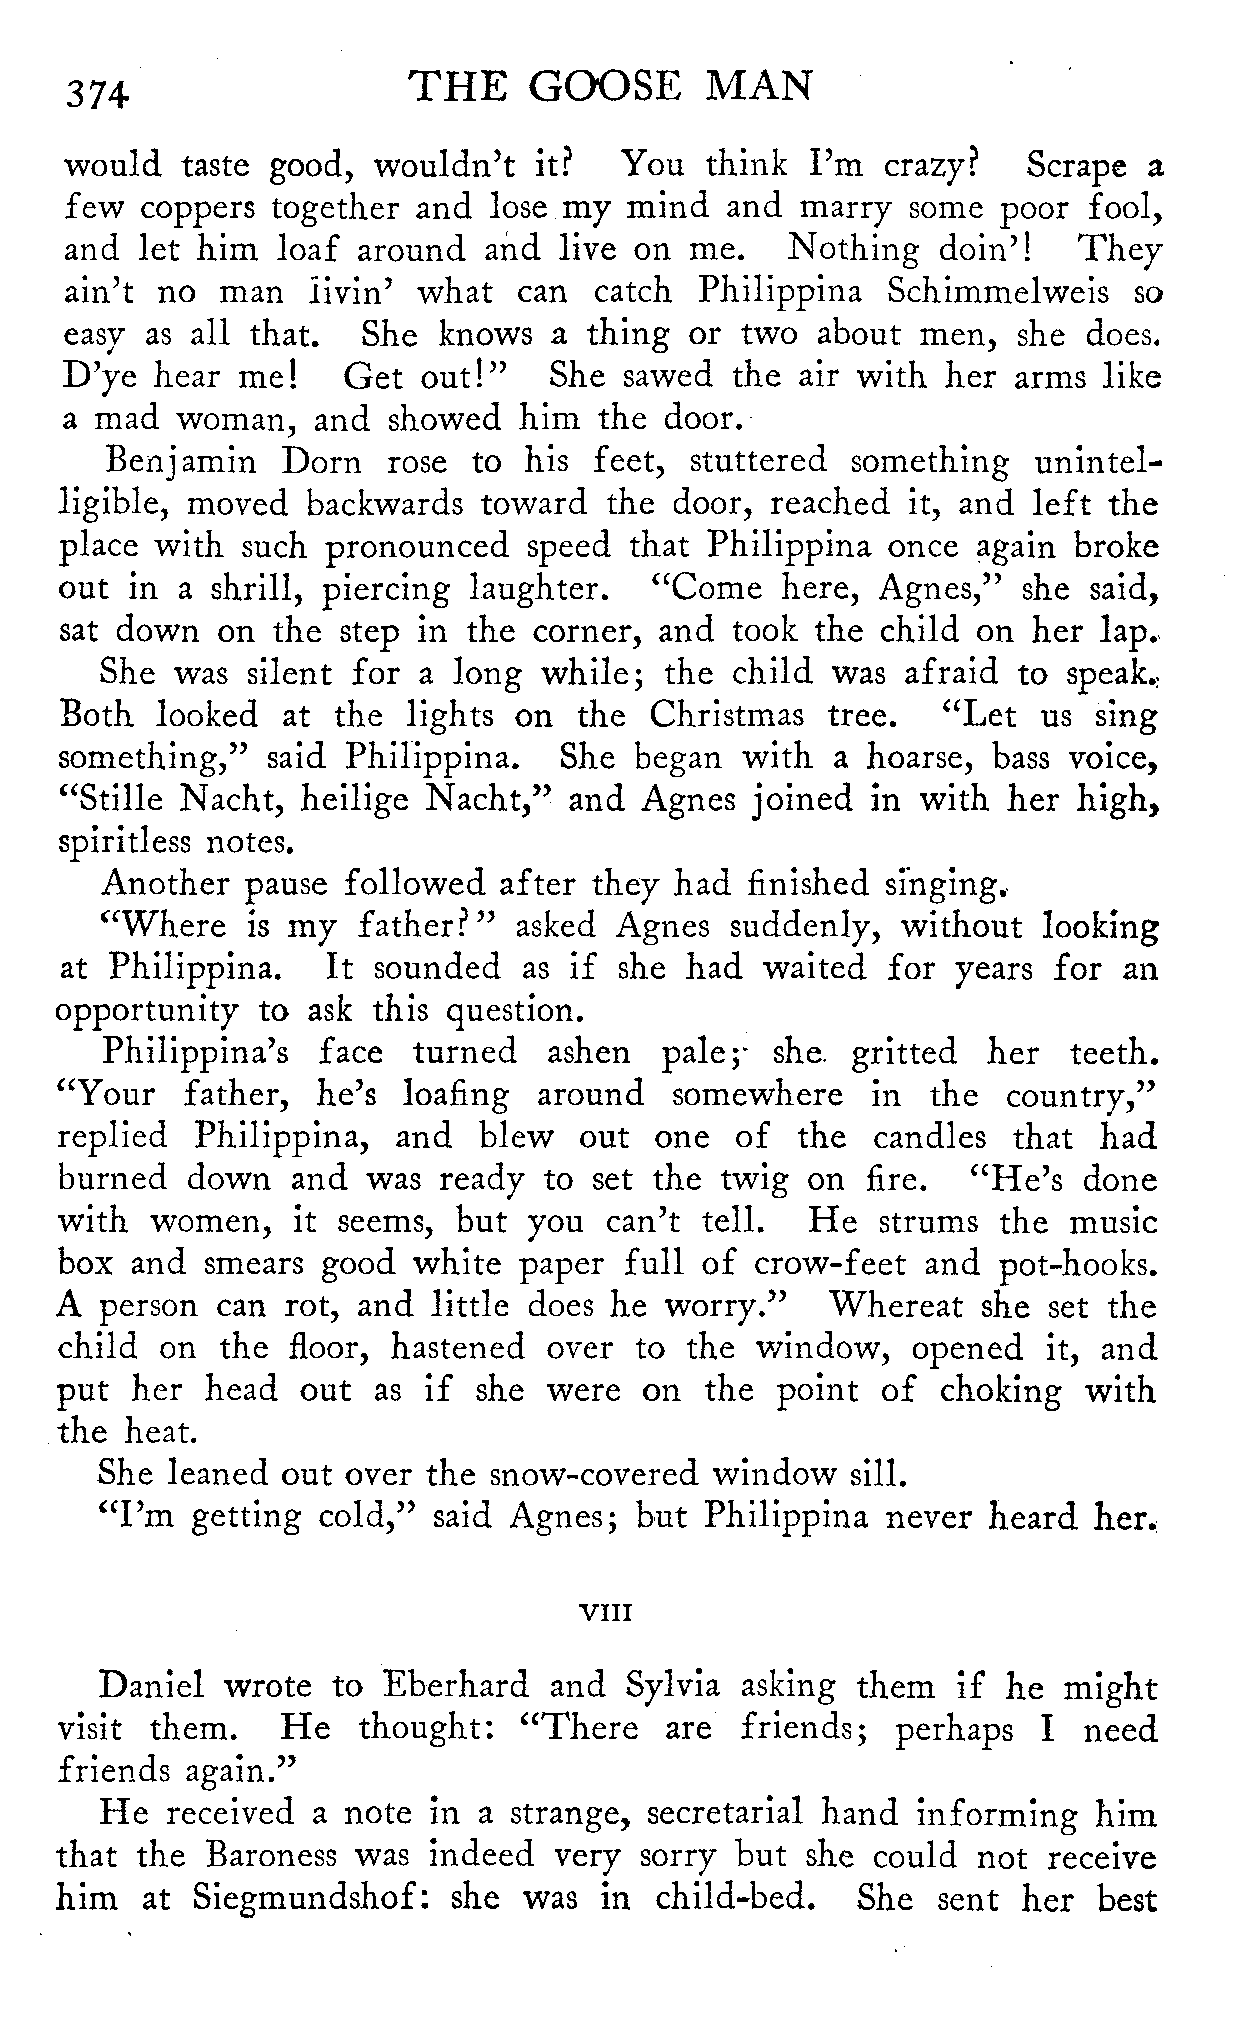 374 THE GOOSE MAN
would taste good, wouldn't it? You think I'm crazy? Scrape a
few coppers together and lose my mind and marry some poor fool,
and let him loaf around and live on me. Nothing doin'! They
ain't no man livin' what can catch Philippina Schimmelweis so
easy as all that. She knows a thing or two about men, she does.
D'ye hear me! Get out!" She sawed the air with her arms like
a mad woman, and showed him the door.
Benjamin Dorn rose to his feet, stuttered something unintel-
ligible, moved backwards toward the door, reached it, and left the
place with such pronounced speed that Philippina once again broke
out in a shrill, piercing laughter. "Come here, Agnes," she said,
sat down on the step in the corner, and took the child on her lap.
She was silent for a long while; the child was afraid to speak.
Both looked at the lights on the Christmas tree. "Let us sing
something," said Philippina. She began with a hoarse, bass voice,
"Stille Nacht, heilige Nacht," and Agnes joined in with her high,
spiritless notes.
Another pause followed after they had finished singing.
"Where is my father?" asked Agnes suddenly, without looking
at Philippina. It sounded as if she had waited for years for an
opportunity to ask this question.
Philippina's face turned ashen pale; she gritted her teeth.
"Your father, he's loafing around somewhere in the country,"
replied Philippina, and blew out one of the candles that had
burned down and was ready to set the twig on fire. "He's done
with women, it seems, but you can't tell. He strums the music
box and smears good white paper full of crow-feet and pot-hooks.
A person can rot, and little does he worry." Whereat she set the
child on the floor, hastened over to the window, opened it, and
put her head out as if she were on the point of choking with
the heat.
She leaned out over the snow-covered window sill.
"I'm getting cold," said Agnes; but Philippina never heard her.
VIII
Daniel wrote to Eberhard and Sylvia asking them if he might
visit them. He thought: "There are friends; perhaps I need
friends again."
He received a note in a strange, secretarial hand informing him
that the Baroness was indeed very sorry but she could not receive
him at Siegmundshof: she was in child-bed. She sent her best